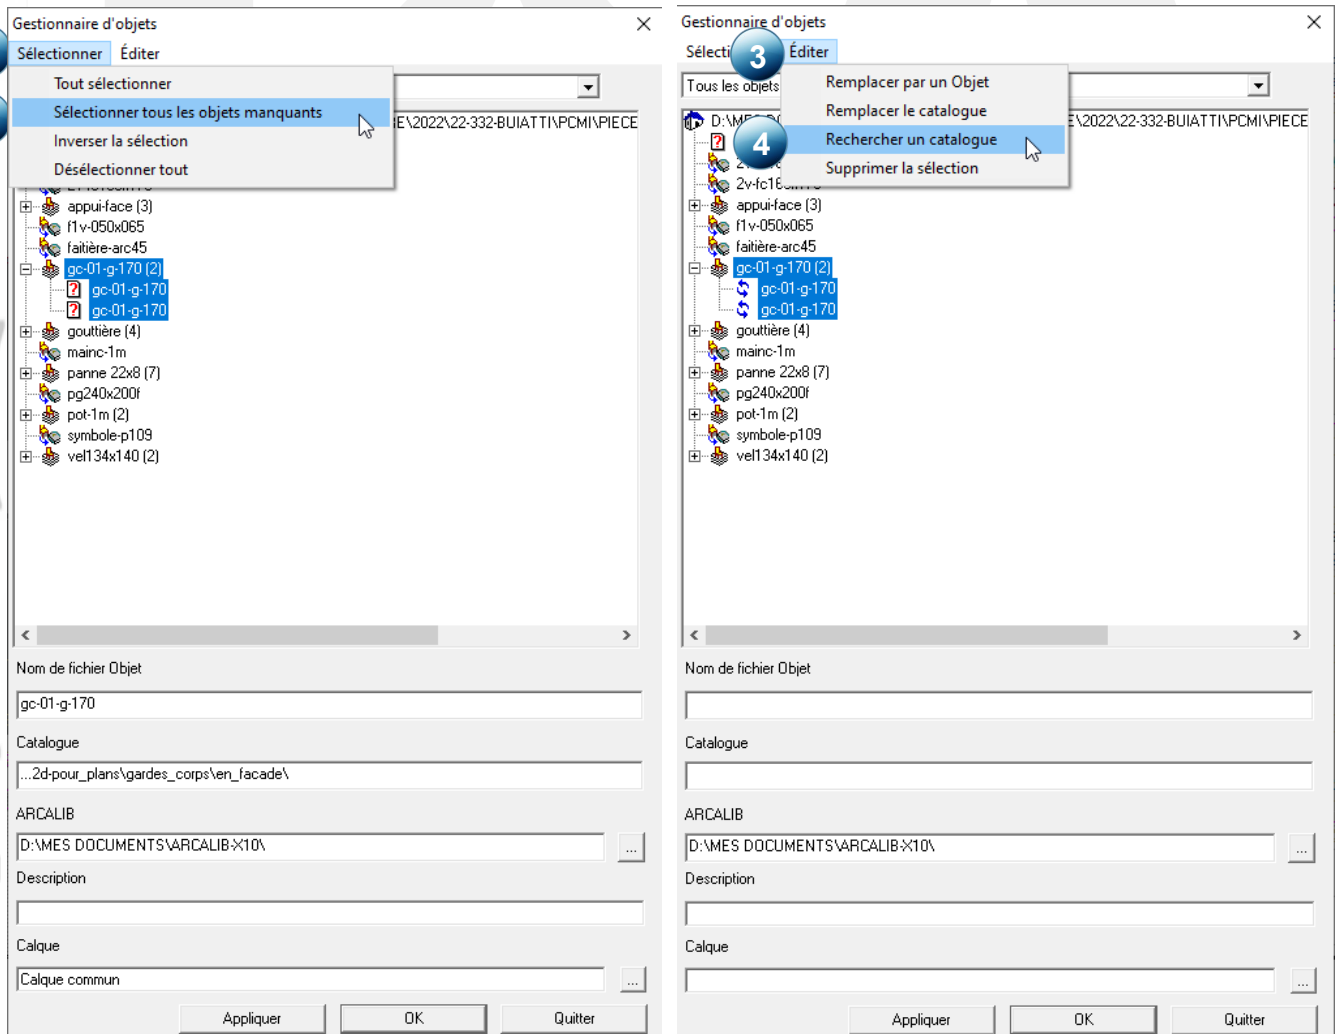 Gestionnaire d'objets
Sélectionner Éditer
Tout sélectionner
Sélectionner tous les objets manquants
Inverser la sélection
Désélectionner tout
E\2022\22-332-BUIATTI\PCMI\PIECE
appui-face (3)
f1v-050x065
faitière-arc45
gc-01-g-170 (2)
gc-01-g-170
gc-01-g-170
gouttière (4)
mainc-1m
panne 22x8 (7)
pg240x200f
pot-1m (2)
symbole-p109
vel134x140 (2)
Nom de fichier Objet
gc-01-g-170
Catalogue
...2d-pour_plans\gardes_corps\en_facade\
ARCALIB
D:\MES DOCUMENTS\ARCALIB-X10\
...
Description
Calque
Calque commun
...
Appliquer OK Quitter
Gestionnaire d'objets
Sélecti 3 Éditer
Tous les objets
Remplacer par un Objet
Remplacer le catalogue
4 Rechercher un catalogue
Supprimer la sélection
\2022\22-332-BUIATTI\PCMI\PIECE
appui-face (3)
f1v-050x065
faitière-arc45
gc-01-g-170 (2)
gc-01-g-170
gc-01-g-170
gouttière (4)
mainc-1m
panne 22x8 (7)
pg240x200f
pot-1m (2)
symbole-p109
vel134x140 (2)
Nom de fichier Objet
Catalogue
ARCALIB
D:\MES DOCUMENTS\ARCALIB-X10\
...
Description
Calque
...
Appliquer OK Quitter